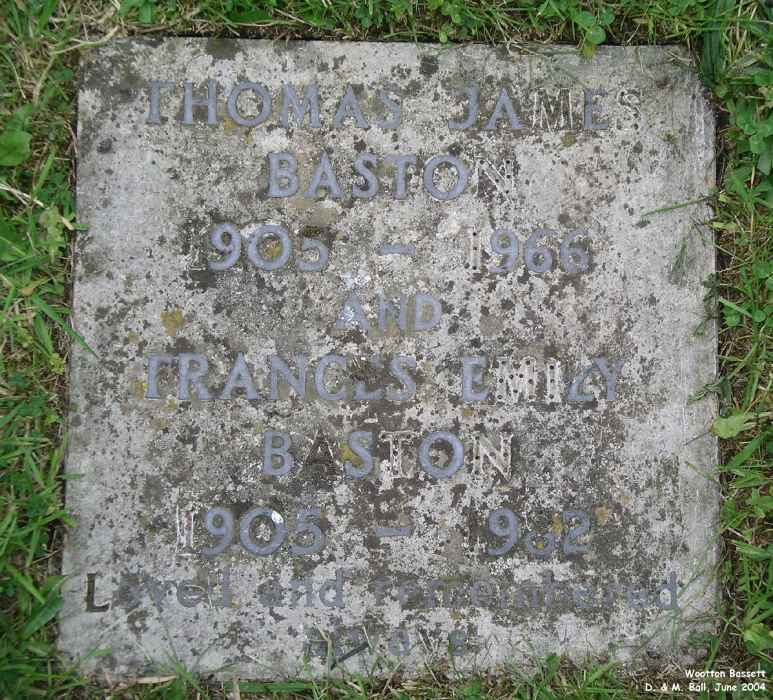 THOMAS JAMES
BASTON
1905 - 1966
AND
FRANCES EMILY
BASTON
1905 - 1982
Loved and remembered
always
Wootton Bassett
D. & M. Ball, June 2004